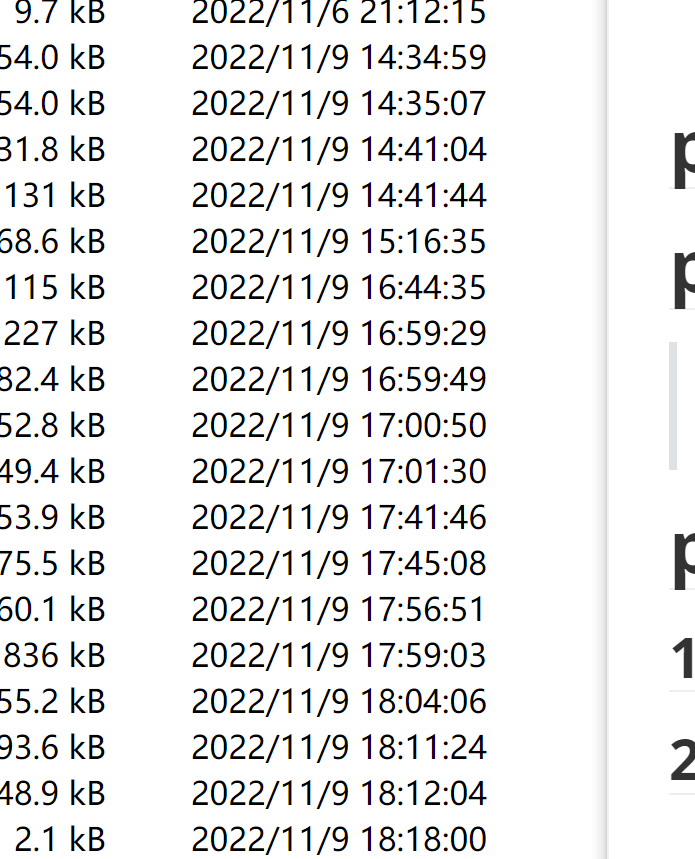 9.7 kB 2022/11/6 21:12:15
54.0 kB 2022/11/9 14:34:59
54.0 kB 2022/11/9 14:35:07
31.8 kB 2022/11/9 14:41:04
131 kB 2022/11/9 14:41:44
68.6 kB 2022/11/9 15:16:35
115 kB 2022/11/9 16:44:35
227 kB 2022/11/9 16:59:29
82.4 kB 2022/11/9 16:59:49
52.8 kB 2022/11/9 17:00:50
49.4 kB 2022/11/9 17:01:30
53.9 kB 2022/11/9 17:41:46
75.5 kB 2022/11/9 17:45:08
60.1 kB 2022/11/9 17:56:51
836 kB 2022/11/9 17:59:03
55.2 kB 2022/11/9 18:04:06
93.6 kB 2022/11/9 18:11:24
48.9 kB 2022/11/9 18:12:04
2.1 kB 2022/11/9 18:18:00
p
p
p
1
2